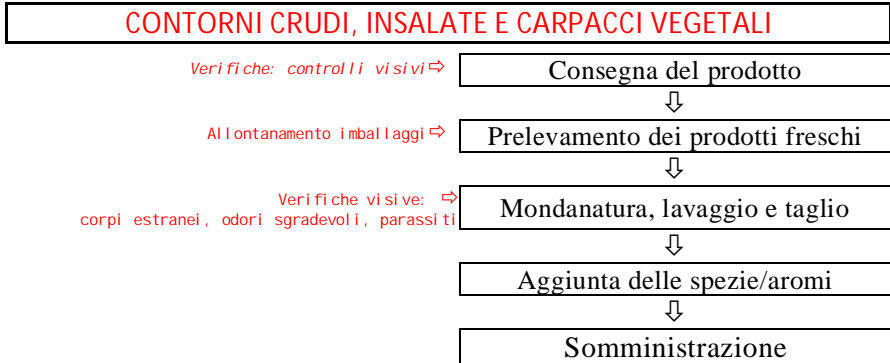 CONTORNI CRUDI, INSALATE E CARPACCI VEGETALI
Verifiche: controlli visivi⇨
Consegna del prodotto
⇩
Allontanamento imballaggi⇨
Prelevamento dei prodotti freschi
⇩
Verifiche visive: ⇨
corpi estranei, odori sgradevoli, parassiti
Mondanatura, lavaggio e taglio
⇩
Aggiunta delle spezie/aromi
⇩
Somministrazione